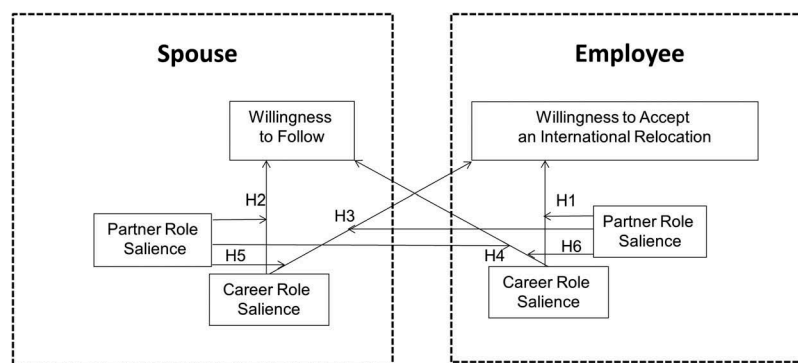 Spouse
Employee
Willingness
to Follow
Willingness to Accept
an International Relocation
H2
H1
Partner Role
Salience
H3
Partner Role
Salience
H5
H4
H6
Career Role
Salience
Career Role
Salience